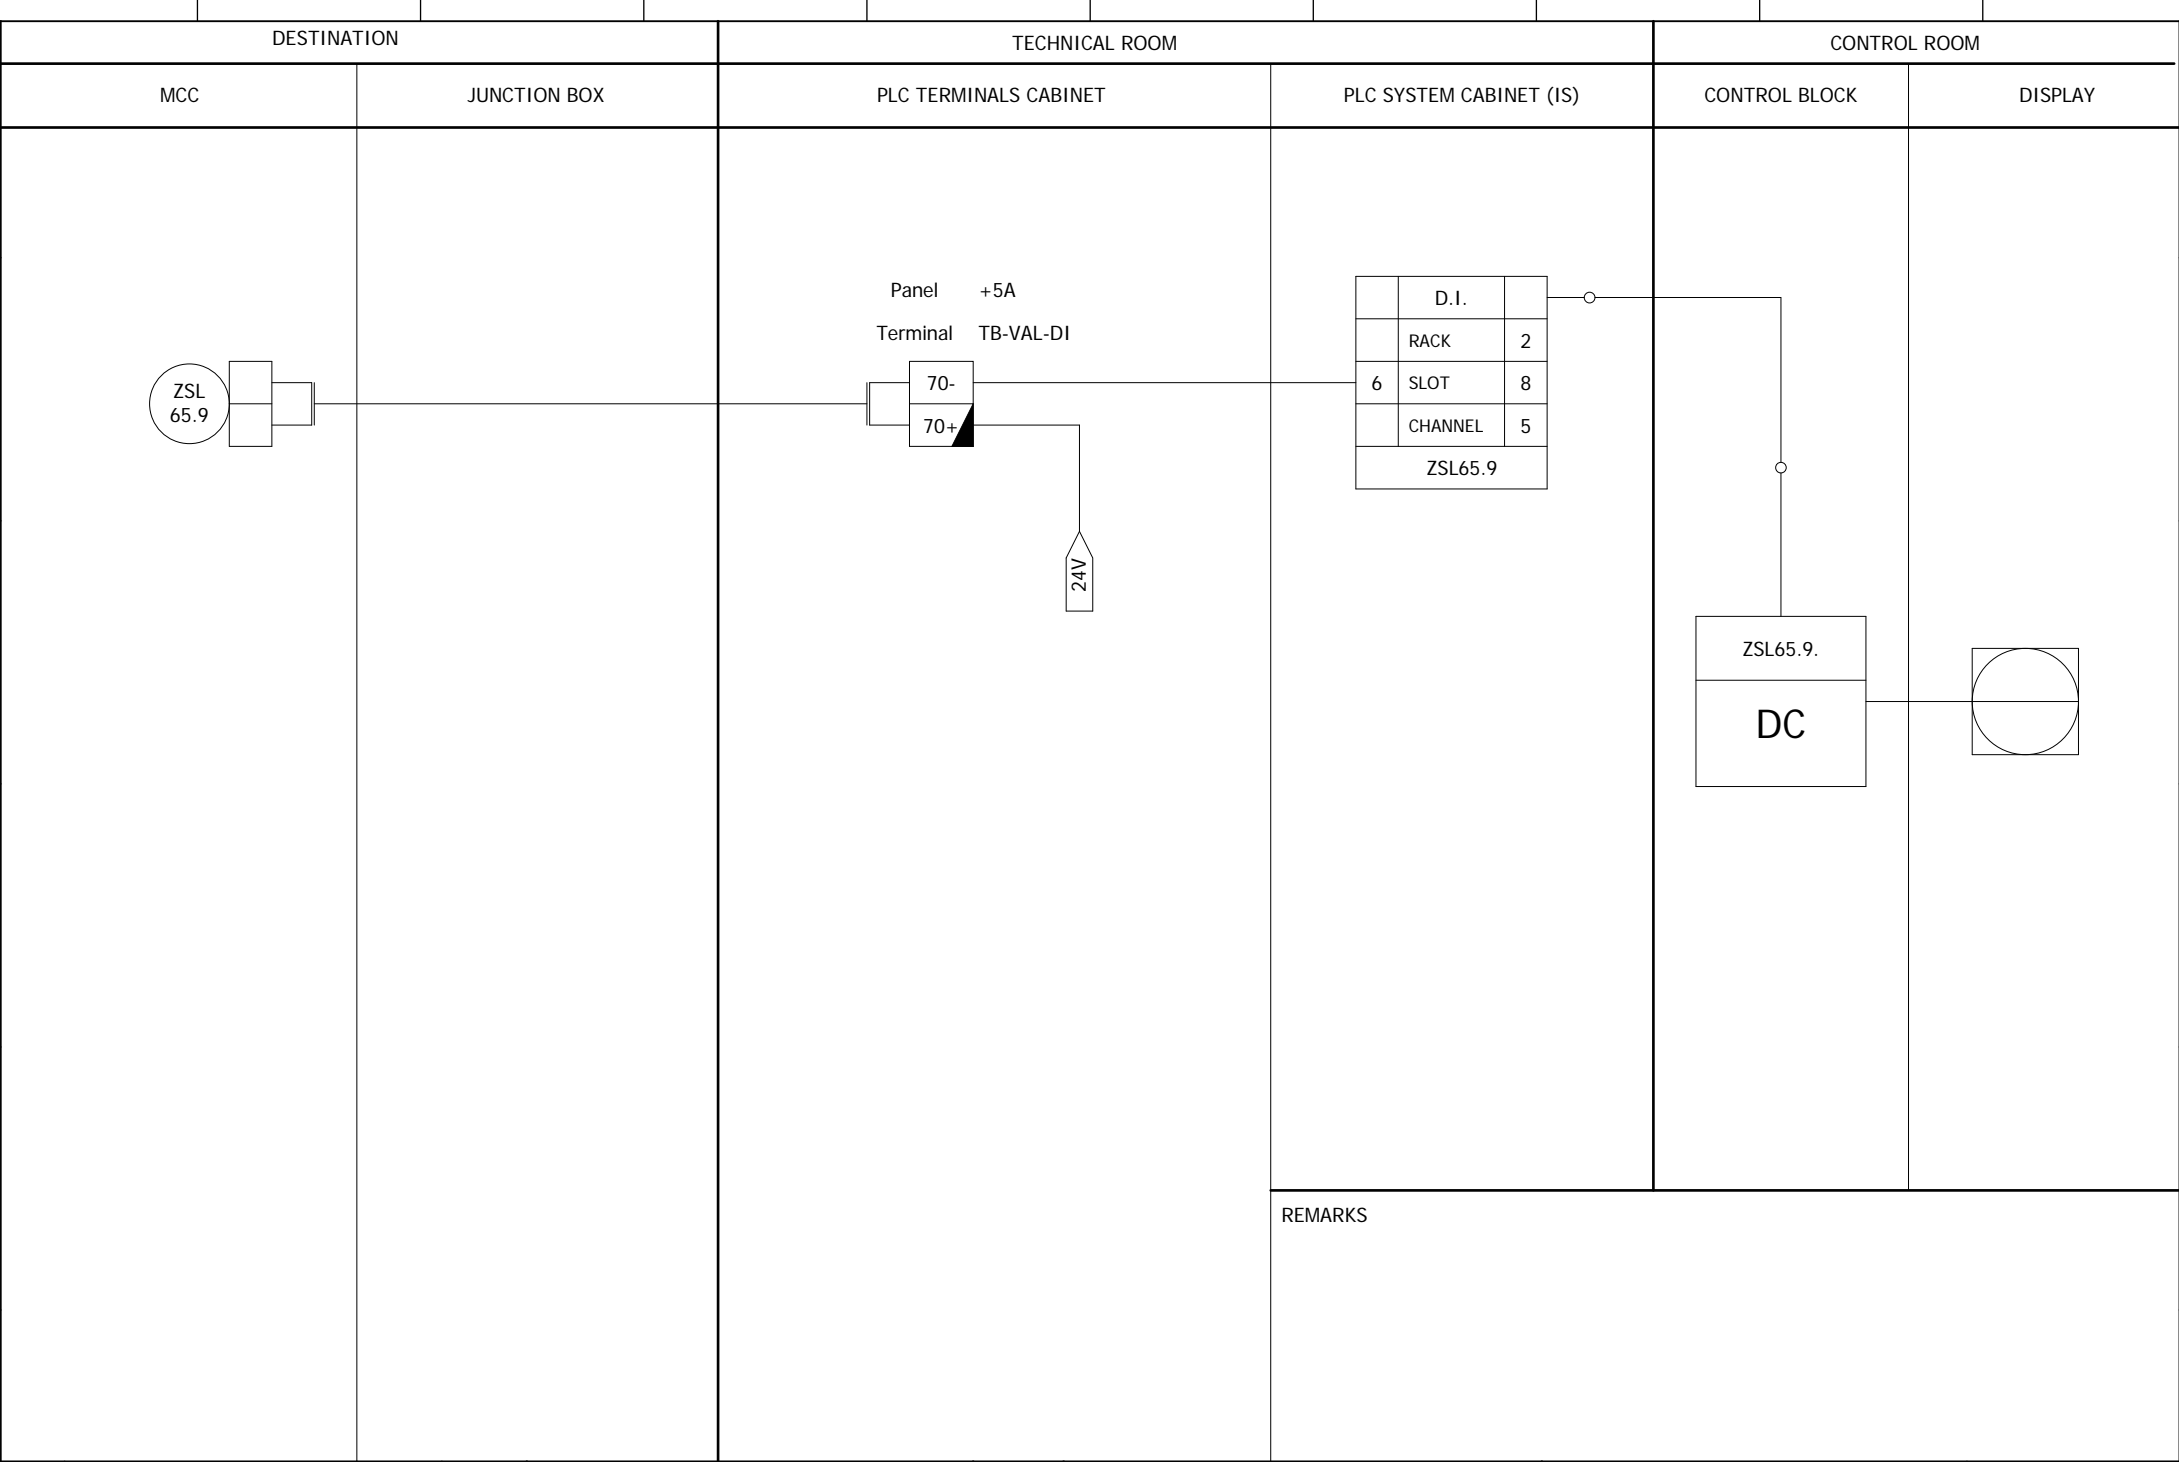 DESTINATION
TECHNICAL ROOM
CONTROL ROOM
MCC
JUNCTION BOX
PLC TERMINALS CABINET
PLC SYSTEM CABINET (IS)
CONTROL BLOCK
DISPLAY
Panel +5A
Terminal TB-VAL-DI
ZSL
65.9
70-
70+
24V
D.I.
RACK 2
6 SLOT 8
CHANNEL 5
ZSL65.9
ZSL65.9.
DC
REMARKS